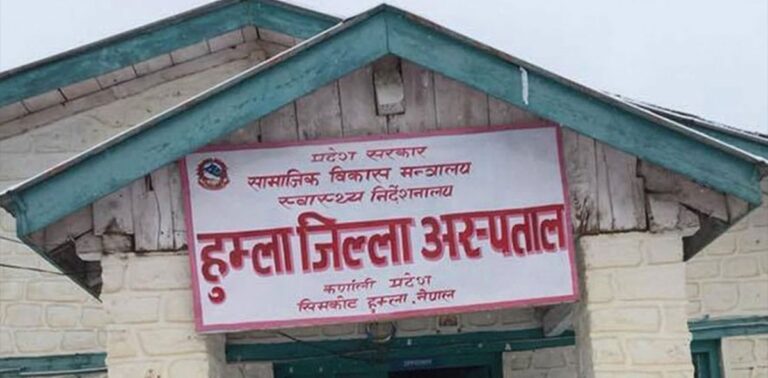 प्रदेश सरकार
सामाजिक विकास मन्त्रालय
स्वास्थ्य निर्देशनालय
हुम्ला जिल्ला अस्पताल
कर्णाली प्रदेश
सिमकोट हुम्ला, नेपाल